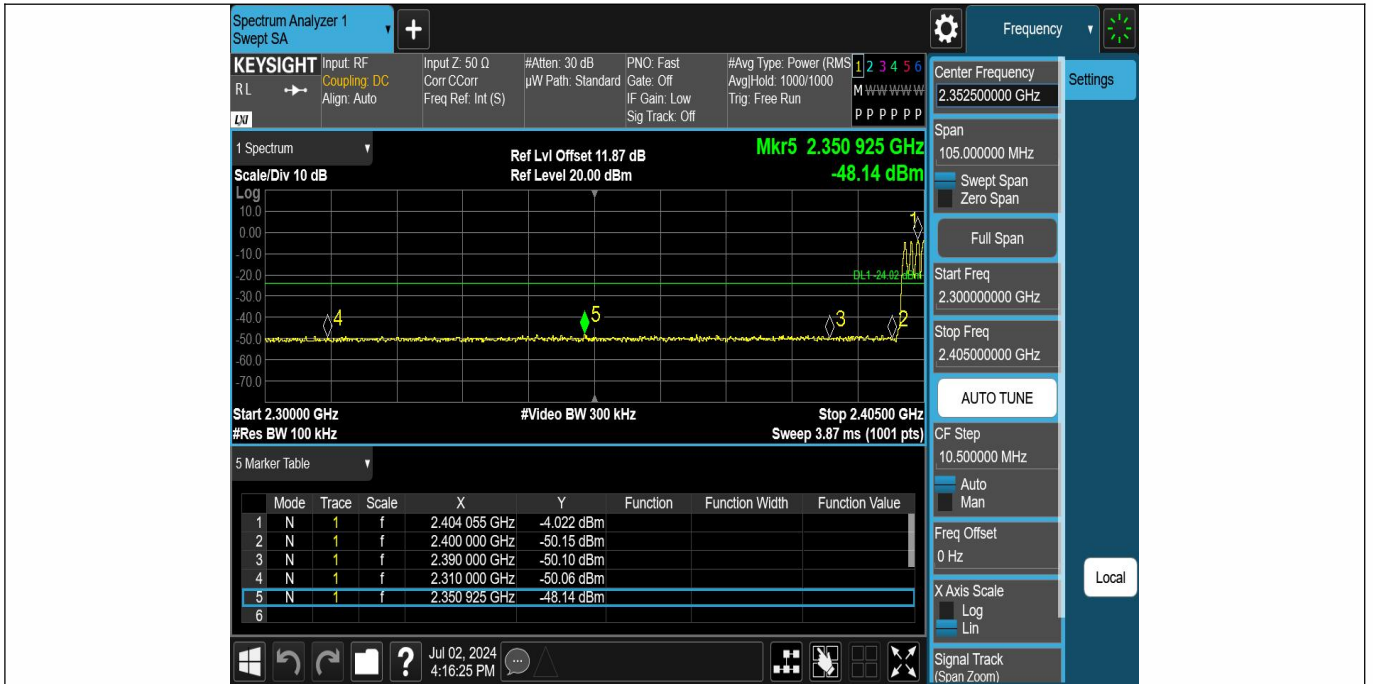 Spectrum Analyzer 1
Swept SA
+
Frequency
KEYSIGHT
RL
LXI
Input: RF
Coupling: DC
Align: Auto
Input Z: 50 Ω
Corr CCorr
Freq Ref: Int (S)
#Atten: 30 dB
µW Path: Standard
PNO: Fast
Gate: Off
IF Gain: Low
Sig Track: Off
#Avg Type: Power (RMS
Avg|Hold: 1000/1000
Trig: Free Run
1 2 3 4 5 6
M W W W W W
P P P P P P
1 Spectrum
Scale/Div 10 dB
Ref Lvl Offset 11.87 dB
Ref Level 20.00 dBm
Mkr5 2.350 925 GHz
-48.14 dBm
Log
10.0
0.00
-10.0
-20.0
-30.0
-40.0
-50.0
-60.0
-70.0
1
DL1 -24.02 dBm
4
5
3
2
Start 2.30000 GHz
#Video BW 300 kHz
Stop 2.40500 GHz
#Res BW 100 kHz
Sweep 3.87 ms (1001 pts)
5 Marker Table
Mode Trace Scale X Y Function Function Width Function Value
1 N 1 f 2.404 055 GHz -4.022 dBm
2 N 1 f 2.400 000 GHz -50.15 dBm
3 N 1 f 2.390 000 GHz -50.10 dBm
4 N 1 f 2.310 000 GHz -50.06 dBm
5 N 1 f 2.350 925 GHz -48.14 dBm
6
?
Jul 02, 2024
4:16:25 PM
Center Frequency
2.352500000 GHz
Settings
Span
105.000000 MHz
Swept Span
Zero Span
Full Span
Start Freq
2.300000000 GHz
Stop Freq
2.405000000 GHz
AUTO TUNE
CF Step
10.500000 MHz
Auto
Man
Freq Offset
0 Hz
Local
X Axis Scale
Log
Lin
Signal Track
(Span Zoom)